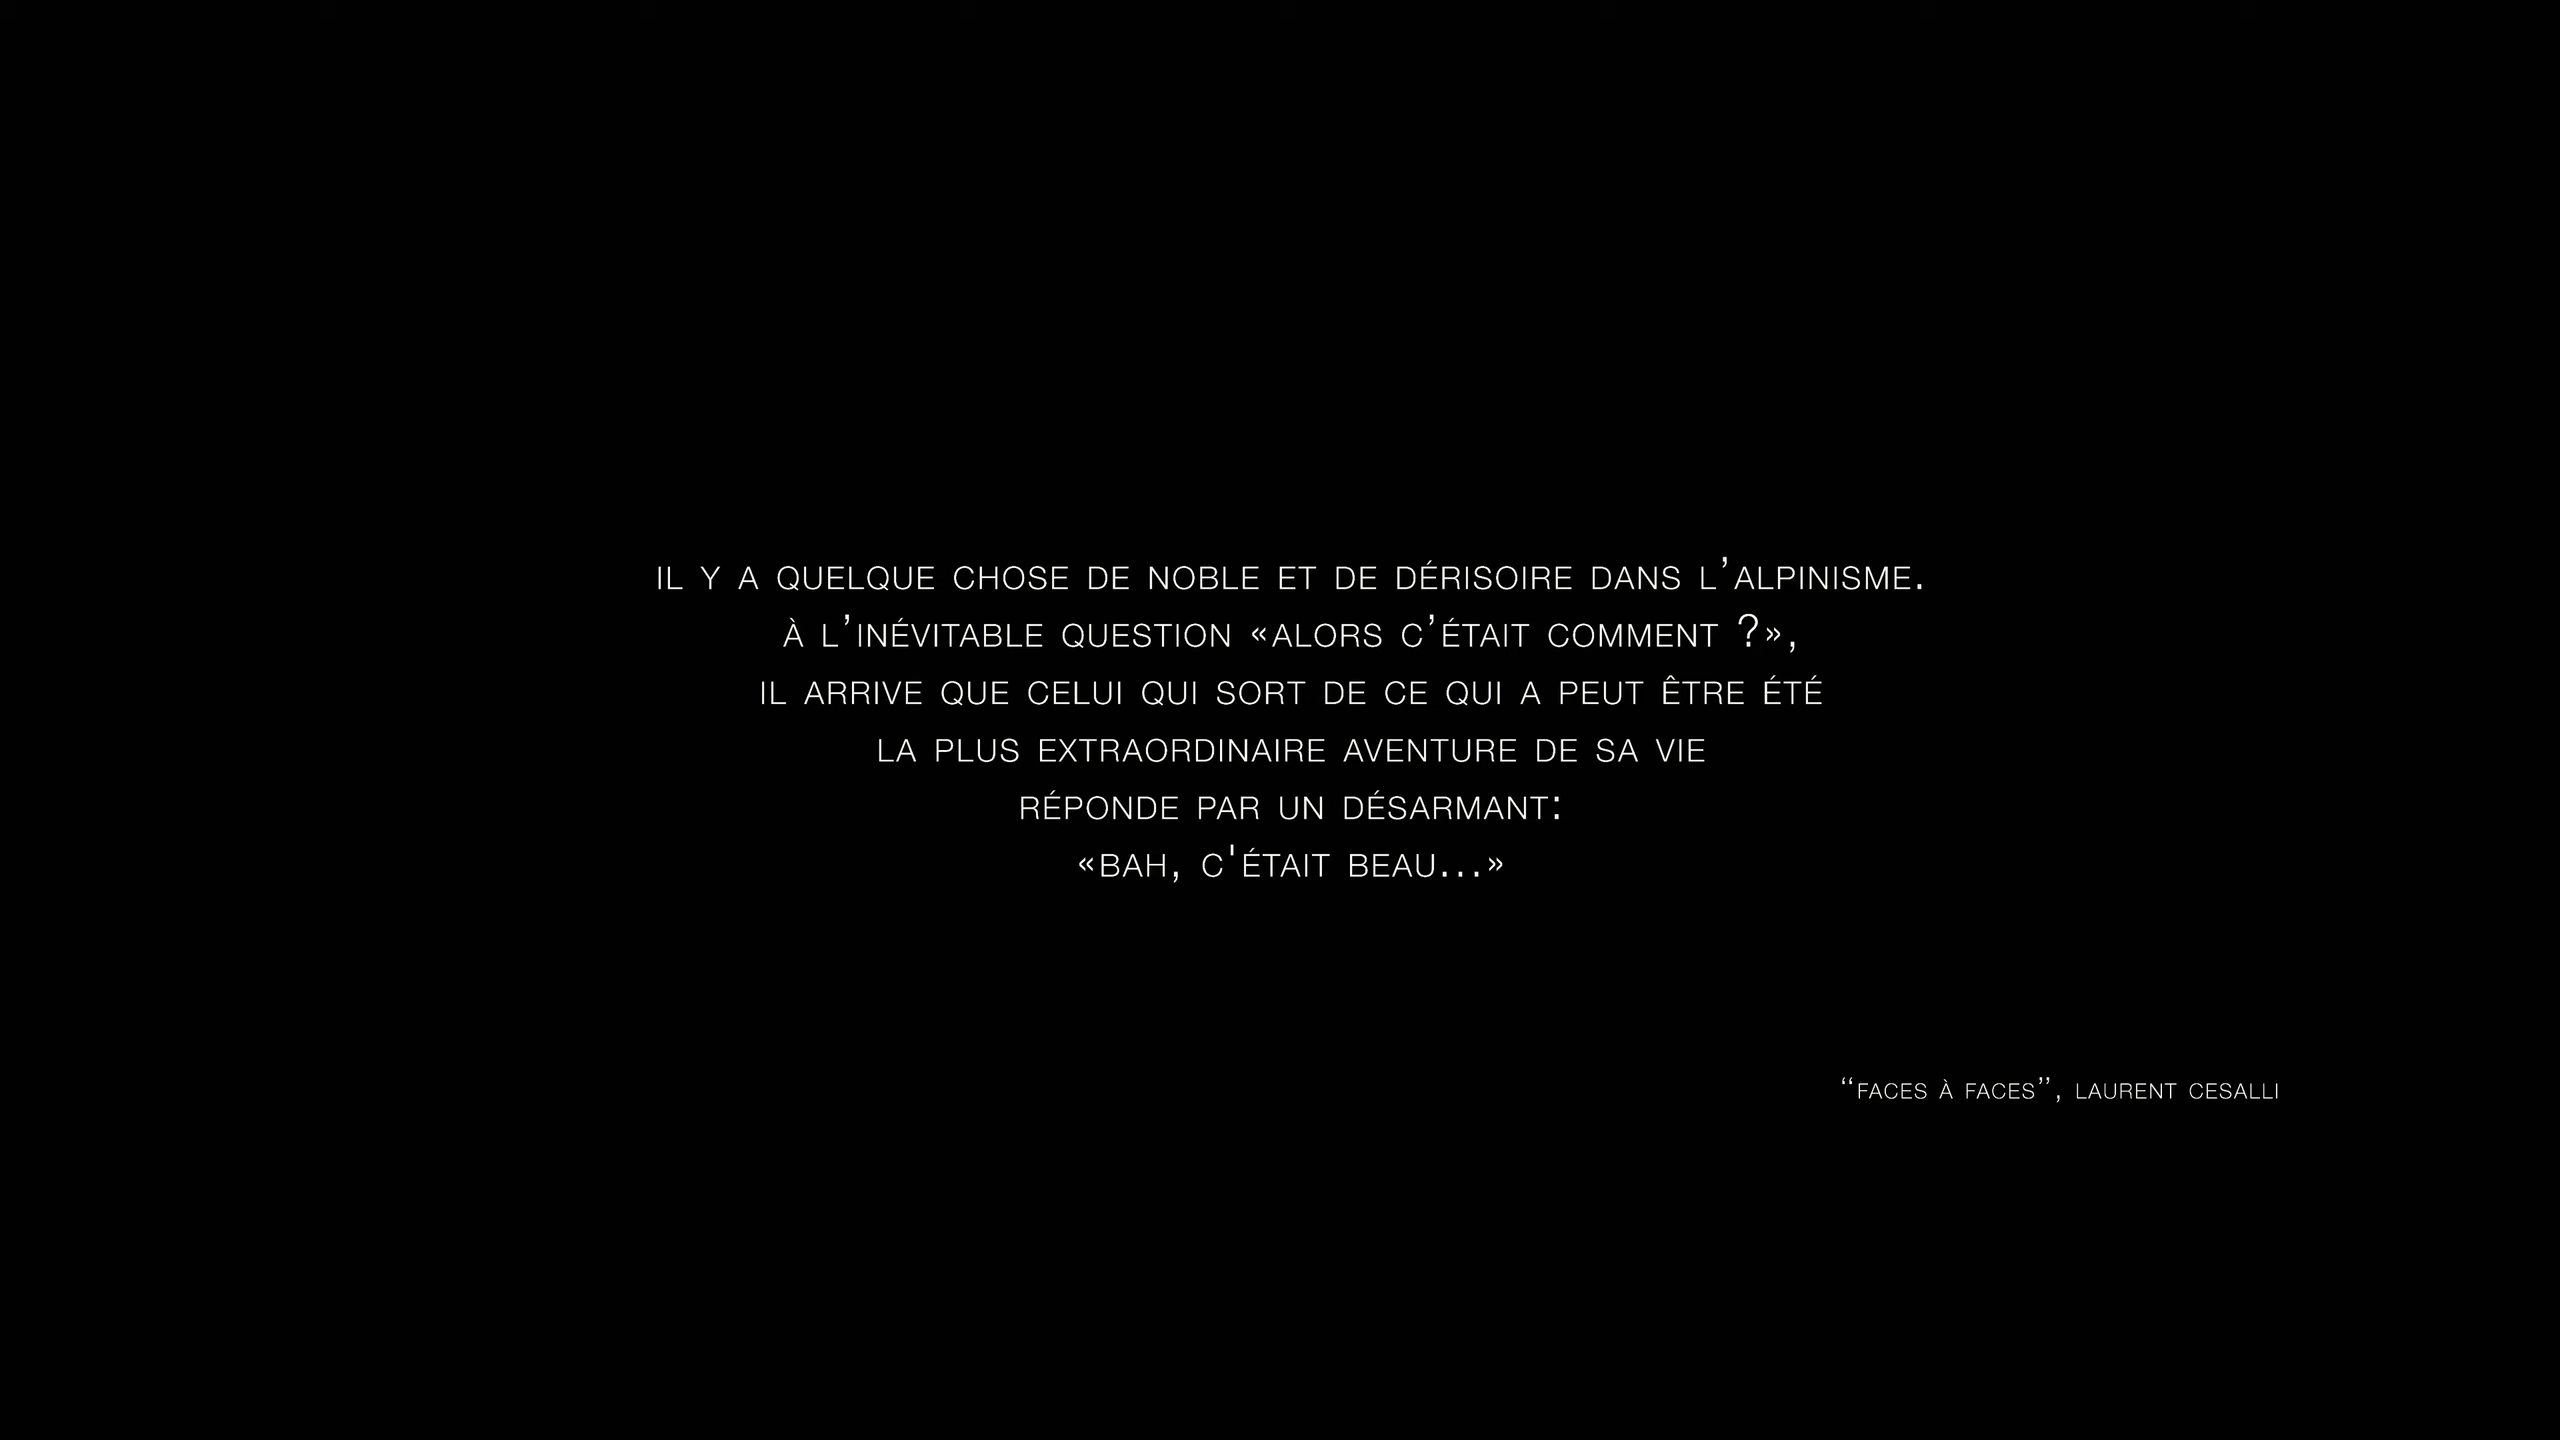 IL Y A QUELQUE CHOSE DE NOBLE ET DE DÉRISOIRE DANS L’ALPINISME.
À L’INÉVITABLE QUESTION «ALORS C’ÉTAIT COMMENT ?»,
IL ARRIVE QUE CELUI QUI SORT DE CE QUI A PEUT ÊTRE ÉTÉ
LA PLUS EXTRAORDINAIRE AVENTURE DE SA VIE
RÉPONDE PAR UN DÉSARMANT:
«BAH, C'ÉTAIT BEAU...»
“FACES À FACES”, LAURENT CESALLI